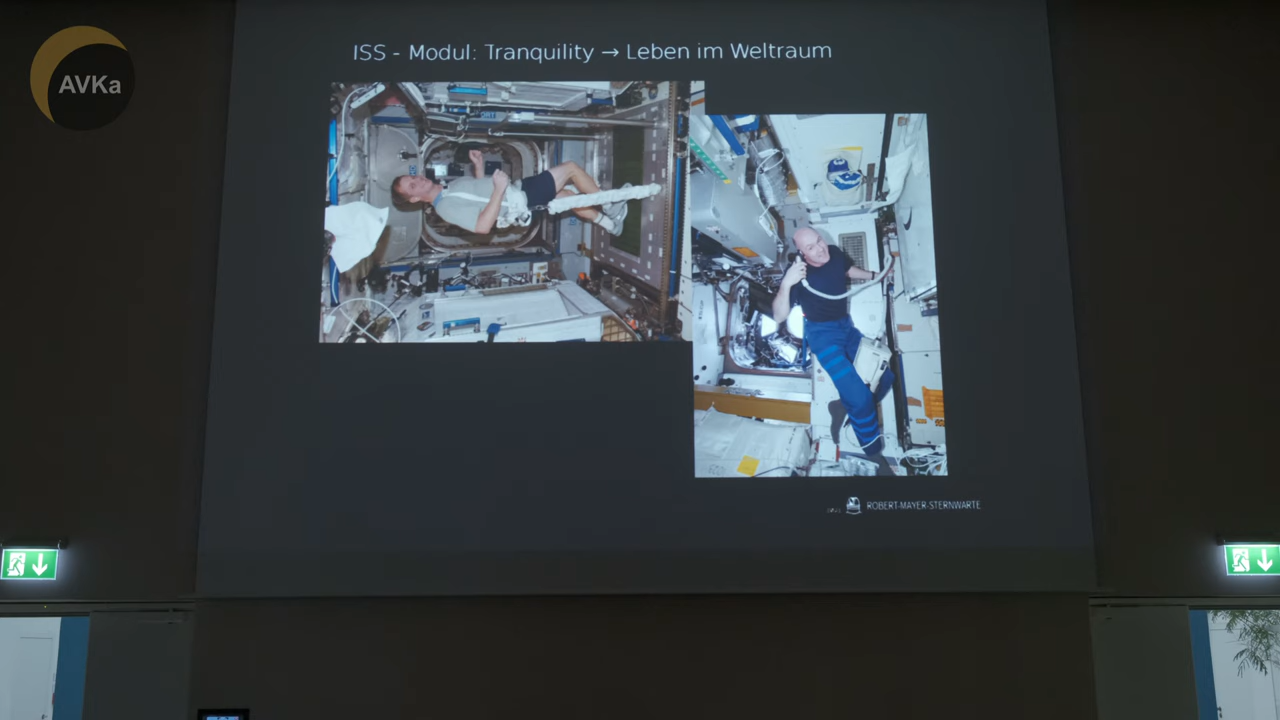 AVKa
ISS - Modul: Tranquility → Leben im Weltraum
ROBERT-MAYER-STERNWARTE